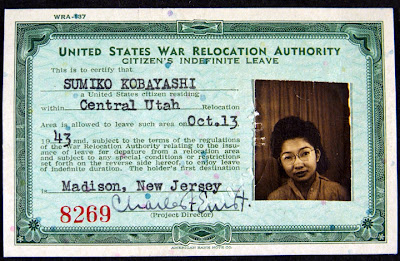 WRA-137
UNITED STATES WAR RELOCATION AUTHORITY
CITIZEN'S INDEFINITE LEAVE
This is to certify that
SUMIKO KOBAYASHI
a United States citizen residing
within Central Utah Relocation
Area is allowed to leave such area on Oct.13
1943 and, subject to the terms of the regulations
of the War Relocation Authority relating to the issu-
ance of leave for departure from a relocation area
and subject to any special conditions or restrictions
set forth on the reverse side hereof, to enjoy leave
of indefinite duration. The holder's first destination
is Madison, New Jersey
8269 Charles F Ernst
(Project Director)
AMERICAN BANK NOTE CO.